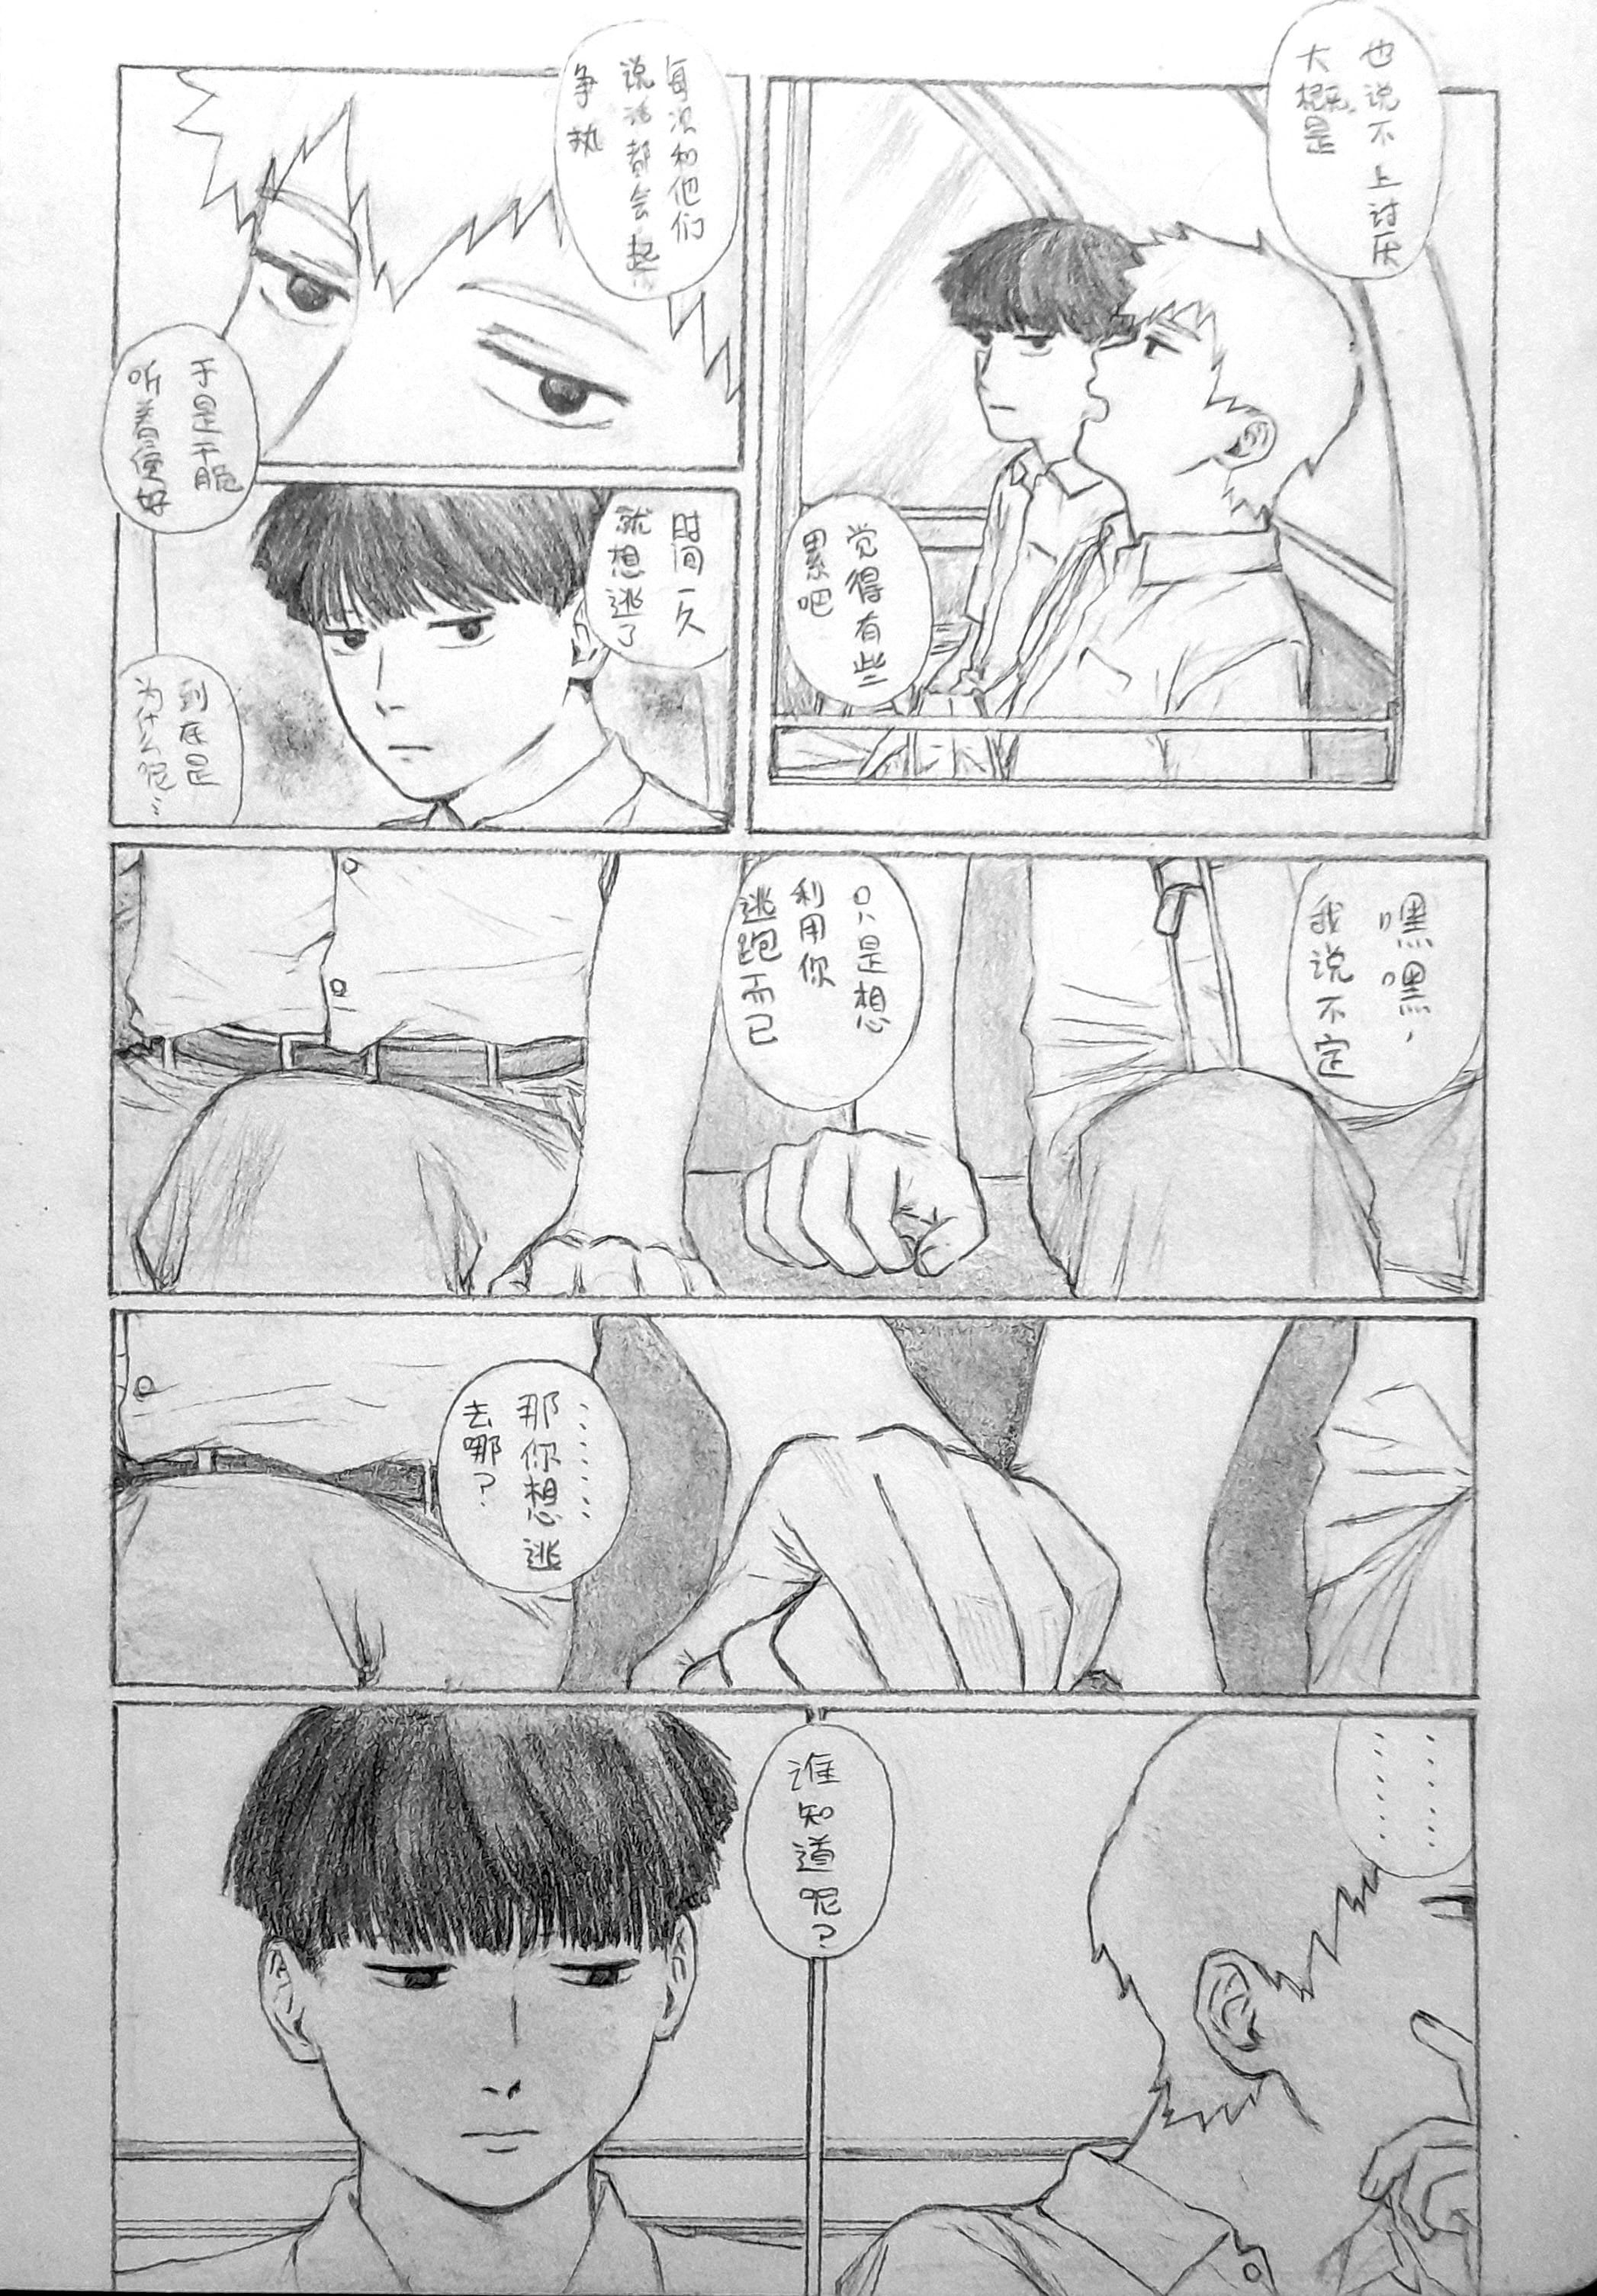 也说不上讨厌
大概是
觉得有些
累吧
每次和他们
说话都会起
争执
于是干脆
听着便好
时间一久
就想逃了
到底是
为什么呢…
嘿嘿，
我说不定
只是想
利用你
逃跑而已
…………
那你想逃
去哪？
…………
谁知道呢？